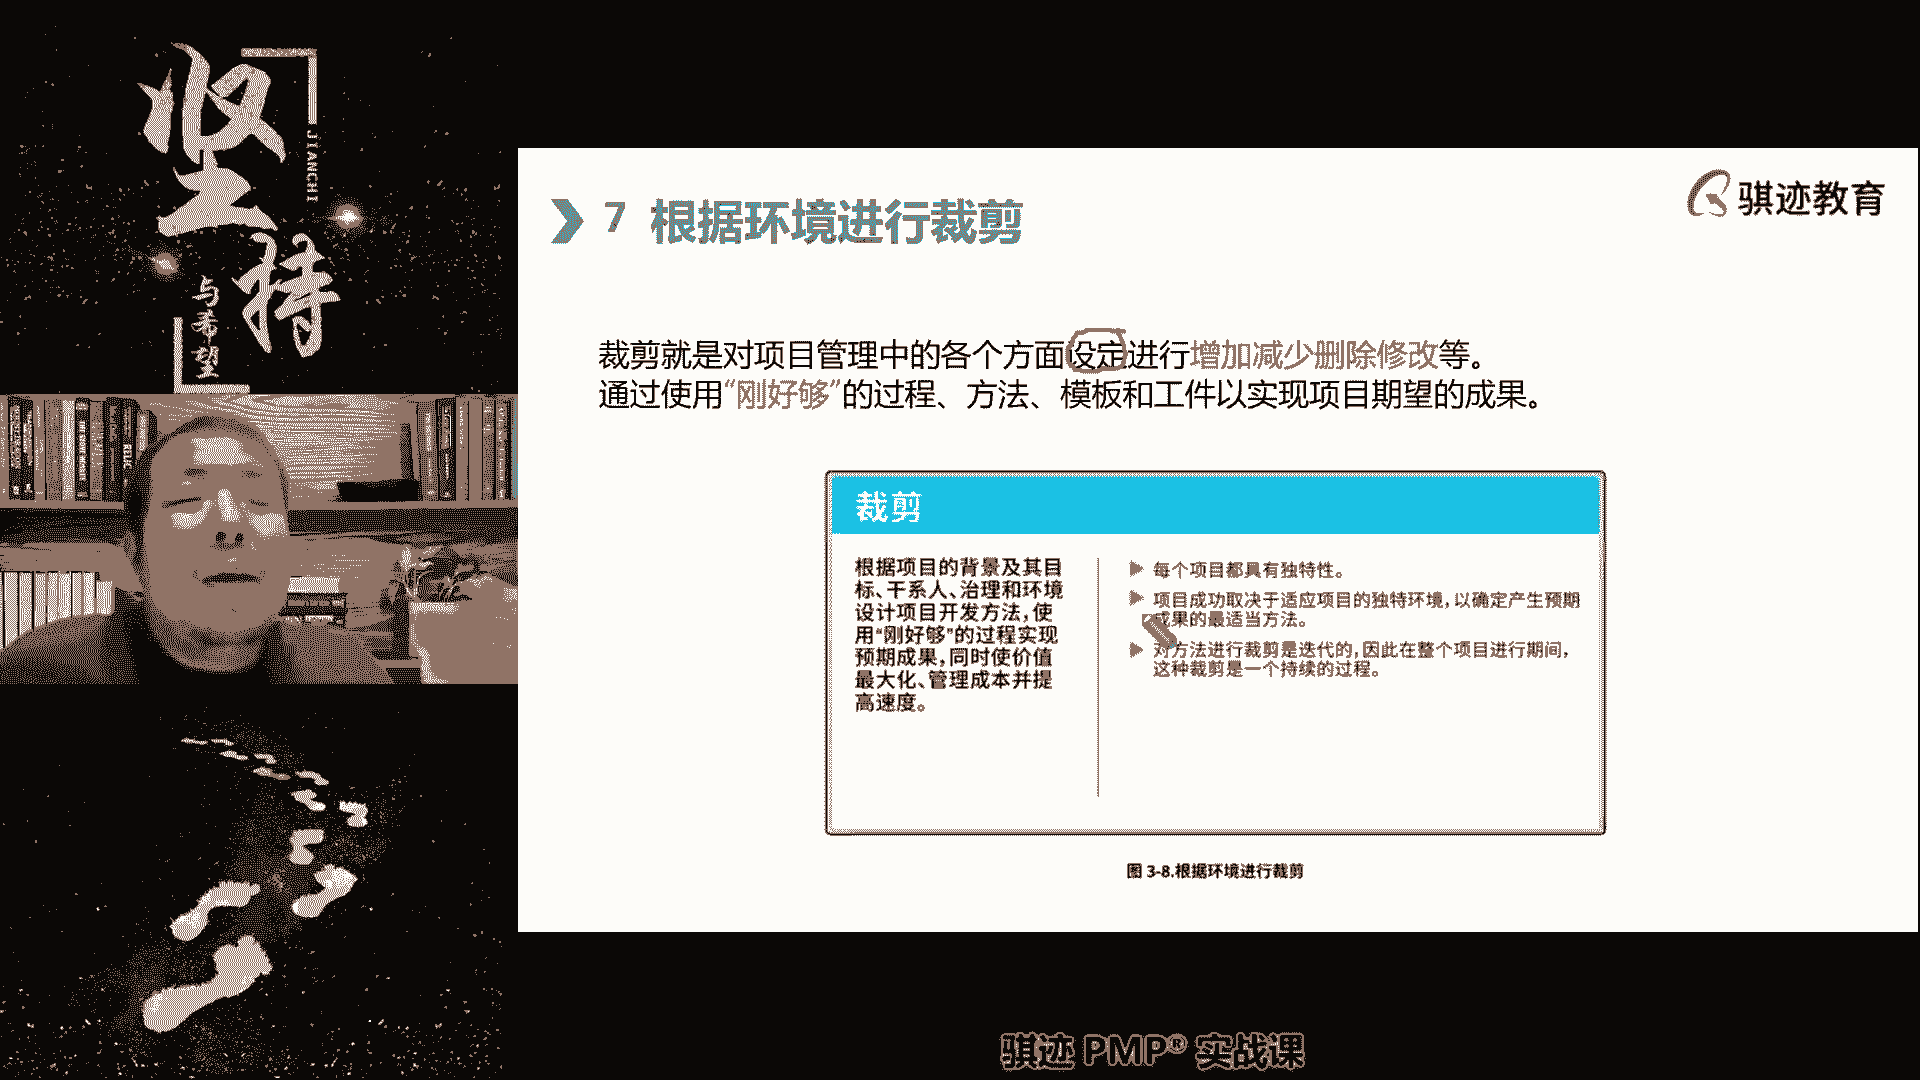 坚持
JIANCHI
与希望
骐迹教育
7 根据环境进行裁剪
裁剪就是对项目管理中的各个方面设定进行增加减少删除修改等。
通过使用“刚好够”的过程、方法、模板和工件以实现项目期望的成果。
裁剪
根据项目的背景及其目
标、干系人、治理和环境
设计项目开发方法,使
用“刚好够”的过程实现
预期成果,同时使价值
最大化、管理成本并提
高速度。
每个项目都具有独特性。
项目成功取决于适应项目的独特环境,以确定产生预期
成果的最适当方法。
对方法进行裁剪是迭代的,因此在整个项目进行期间,
这种裁剪是一个持续的过程。
图 3-8.根据环境进行裁剪
骐迹 PMP® 实战课